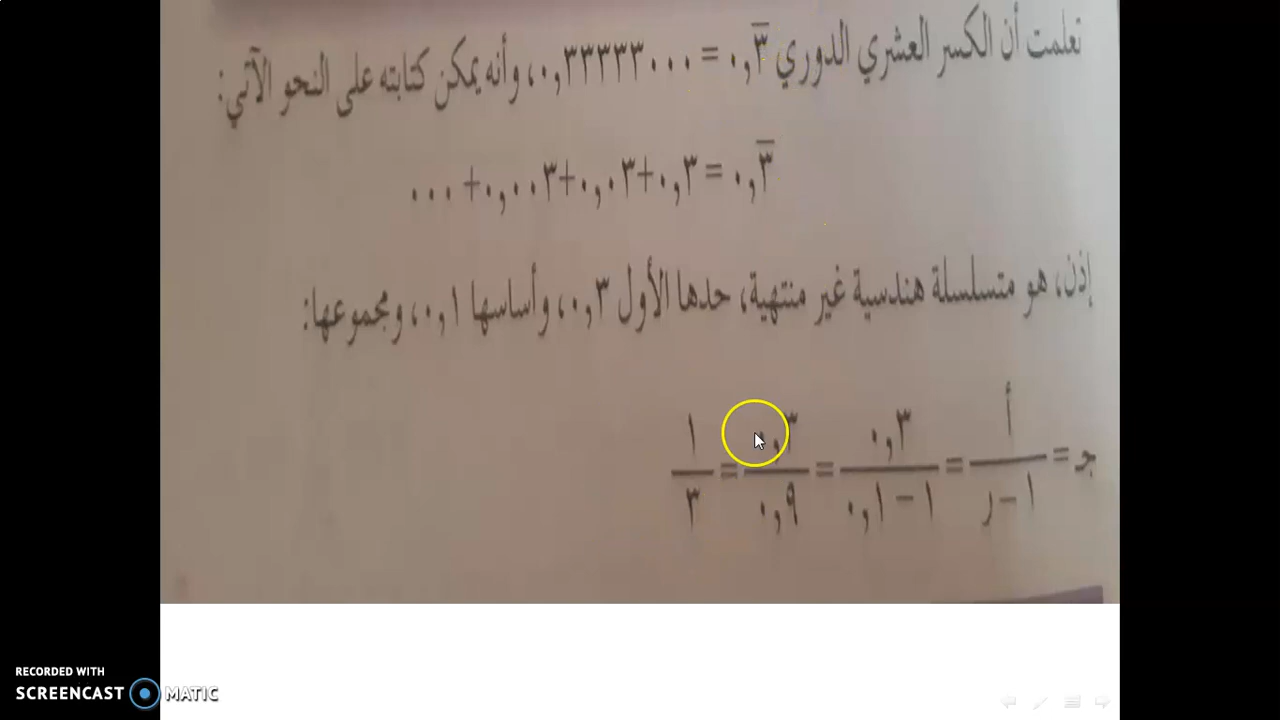 تعلمت أن الكسر العشري الدوري ٠,٣̅ = ٠,٣٣٣٣٣٠٠٠، وأنه يمكن كتابته على النحو الآتي:
٠,٣̅ = ٠,٣+٠,٠٣+٠,٠٠٣+ ٠٠٠
إذن، هو متسلسلة هندسية غير منتهية، حدها الأول ٠,٣، وأساسها ٠,١، ومجموعها:
جـ = أ / (١ − ر) = ٠,٣ / (١ − ٠,١) = ٠,٣ / ٠,٩ = ١ / ٣
RECORDED WITH
SCREENCAST MATIC